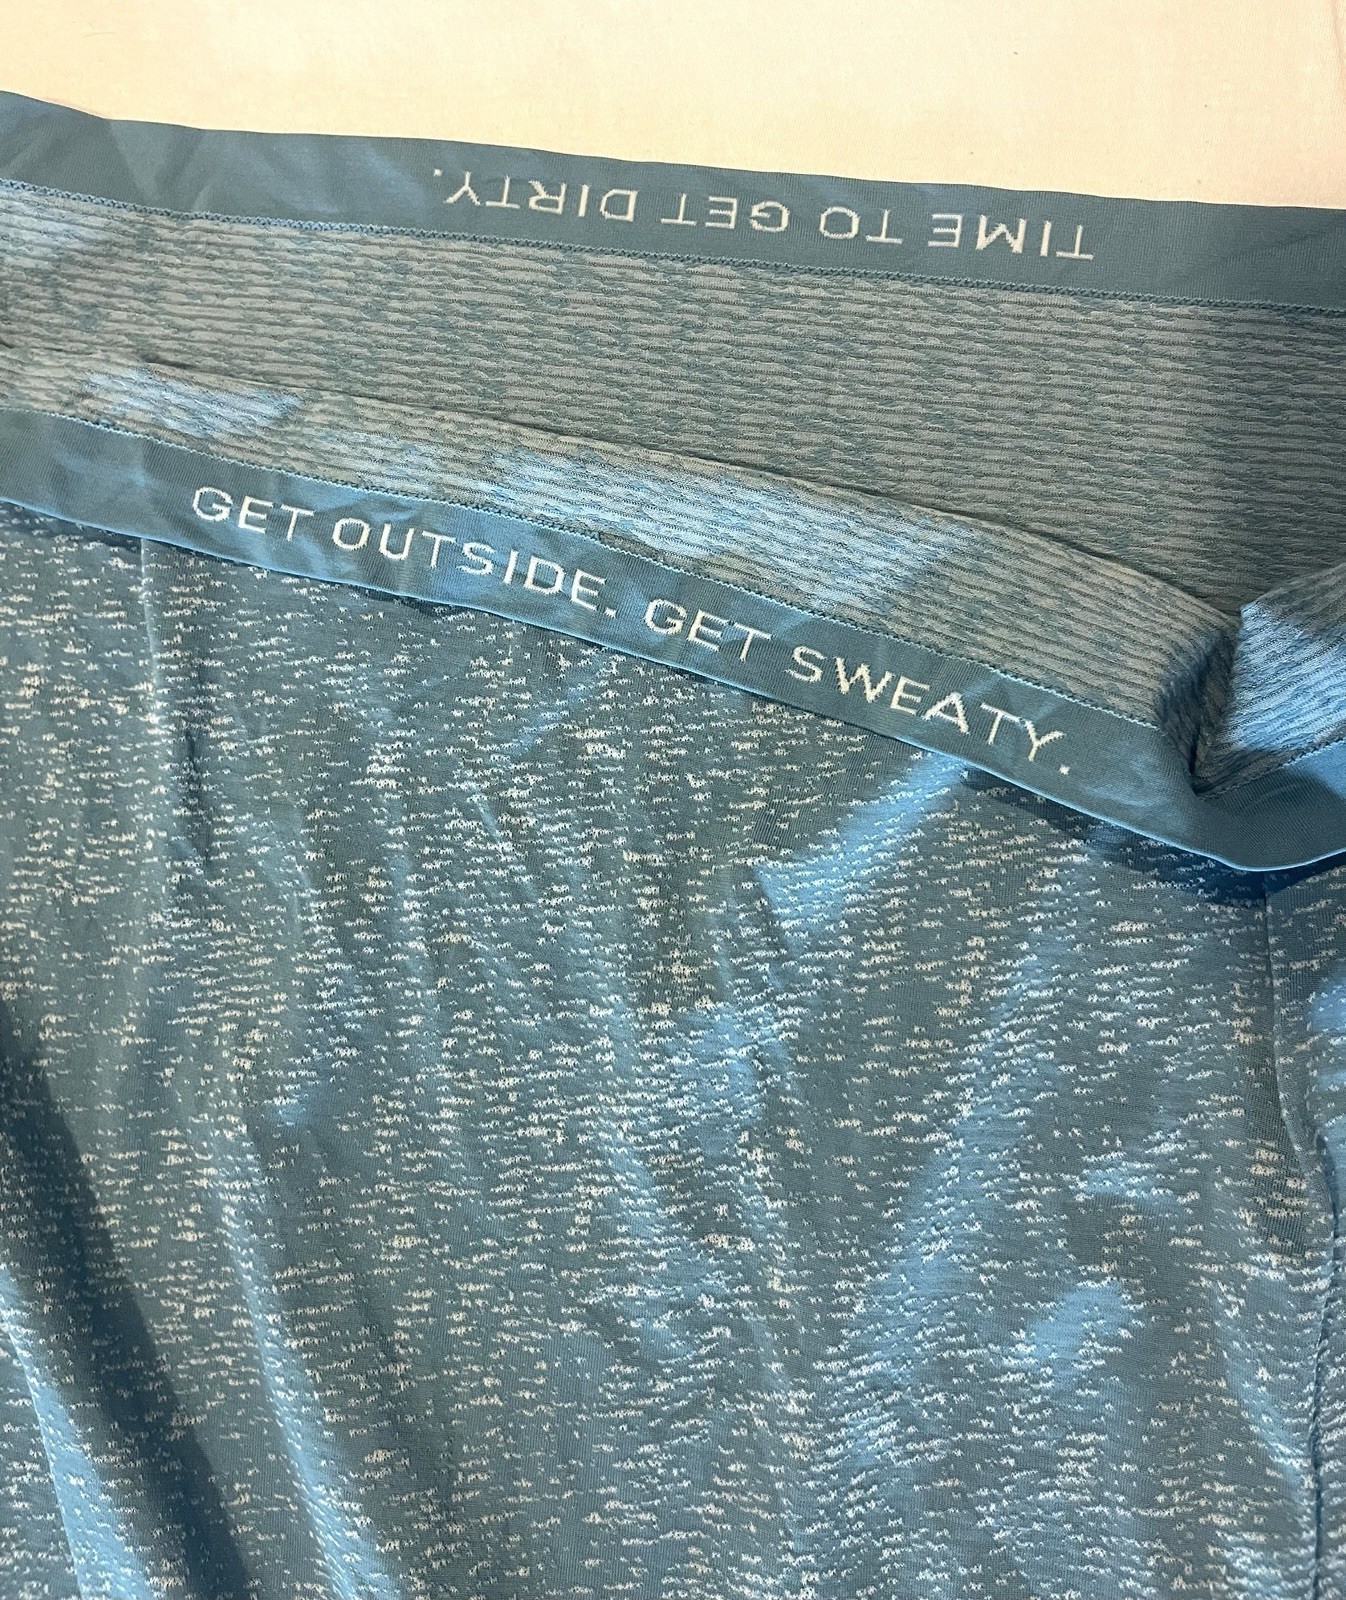 TIME TO GET DIRTY.
GET OUTSIDE. GET SWEATY.